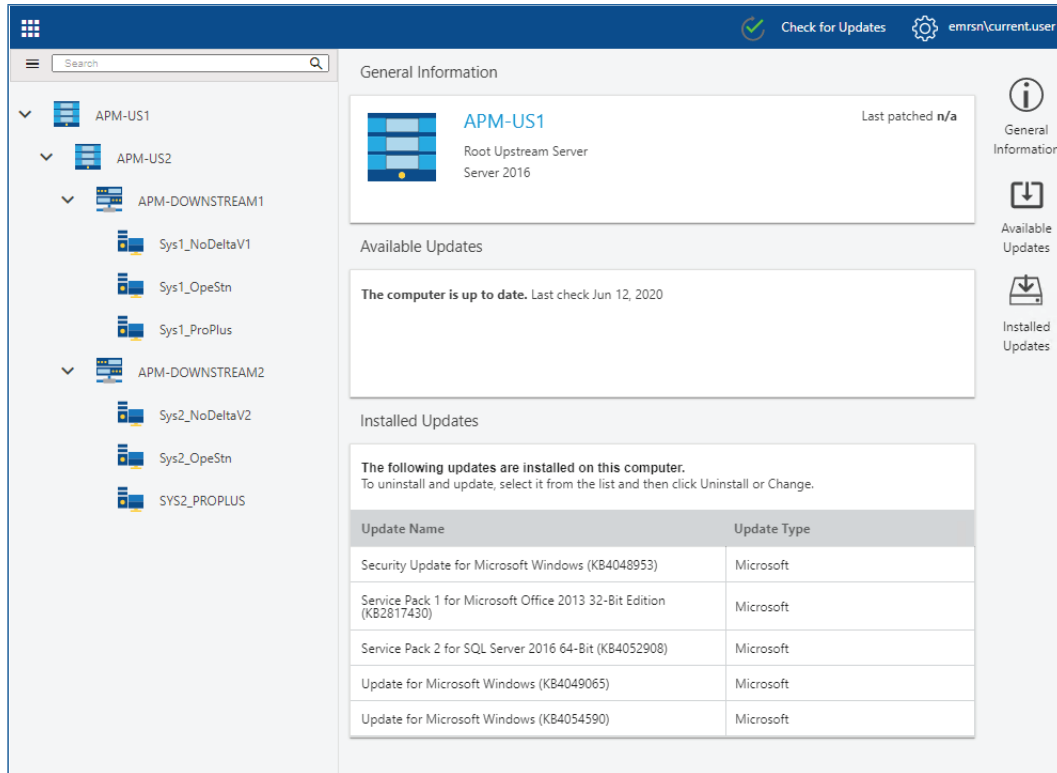 Check for Updates
emrsn\current.user
Search
APM-US1
APM-US2
APM-DOWNSTREAM1
Sys1_NoDeltaV1
Sys1_OpeStn
Sys1_ProPlus
APM-DOWNSTREAM2
Sys2_NoDeltaV2
Sys2_OpeStn
SYS2_PROPLUS
General Information
APM-US1
Last patched n/a
Root Upstream Server
Server 2016
Available Updates
The computer is up to date. Last check Jun 12, 2020
Installed Updates
The following updates are installed on this computer.
To uninstall and update, select it from the list and then click Uninstall or Change.
Update Name
Update Type
Security Update for Microsoft Windows (KB4048953)
Microsoft
Service Pack 1 for Microsoft Office 2013 32-Bit Edition
(KB2817430)
Microsoft
Service Pack 2 for SQL Server 2016 64-Bit (KB4052908)
Microsoft
Update for Microsoft Windows (KB4049065)
Microsoft
Update for Microsoft Windows (KB4054590)
Microsoft
General
Information
Available
Updates
Installed
Updates